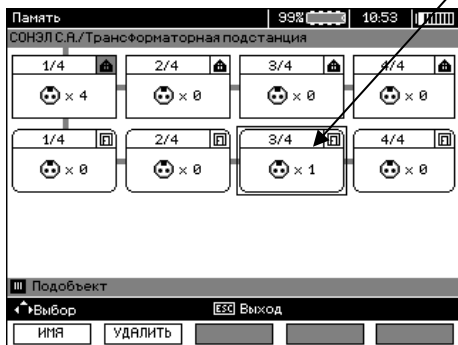 Память 99% 10:53
СОНЭЛ С.А./Трансформаторная подстанция
1/4 2/4 3/4 4/4
× 4 × 0 × 0 × 0
1/4 2/4 3/4 4/4
× 0 × 0 × 1 × 0
Подобъект
Выбор ESC Выход
ИМЯ УДАЛИТЬ